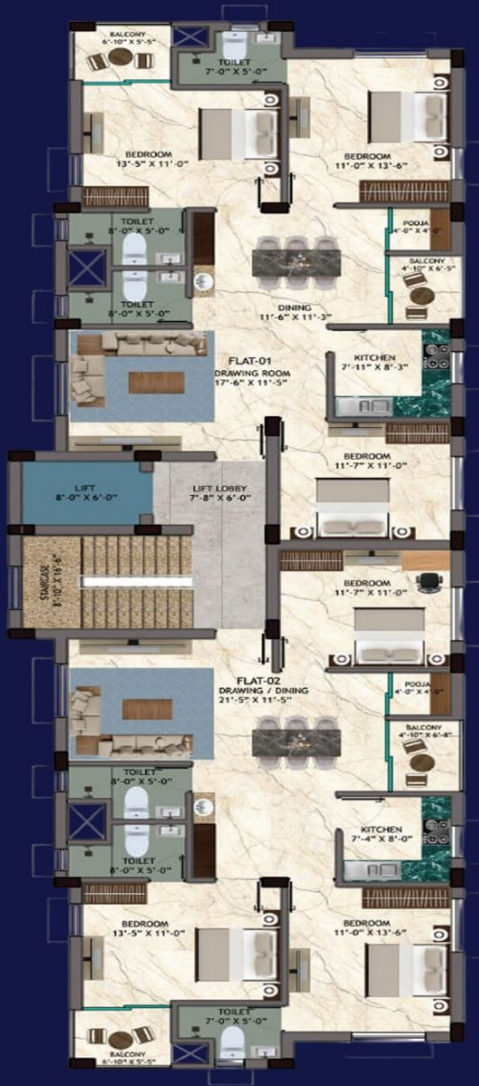 BALCONY
6'-10" X 5'-5"
TOILET
7'-0" X 5'-0"
BEDROOM
13'-5" X 11'-0"
BEDROOM
11'-0" X 13'-6"
TOILET
8'-0" X 5'-0"
POOJA
4'-0" X 4'-0"
BALCONY
4'-10" X 6'-5"
TOILET
8'-0" X 5'-0"
DINING
11'-6" X 11'-3"
FLAT-01
DRAWING ROOM
17'-6" X 11'-5"
KITCHEN
7'-11" X 8'-3"
BEDROOM
11'-7" X 11'-0"
LIFT
8'-0" X 6'-0"
LIFT LOBBY
7'-8" X 6'-0"
STAIRCASE
8'-10" X 16'-6"
BEDROOM
11'-7" X 11'-0"
FLAT-02
DRAWING / DINING
21'-5" X 11'-5"
POOJA
4'-0" X 4'-0"
BALCONY
4'-10" X 6'-8"
TOILET
8'-0" X 5'-0"
KITCHEN
7'-4" X 8'-0"
TOILET
8'-0" X 5'-0"
BEDROOM
13'-5" X 11'-0"
BEDROOM
11'-0" X 13'-6"
TOILET
7'-0" X 5'-0"
BALCONY
6'-10" X 5'-5"